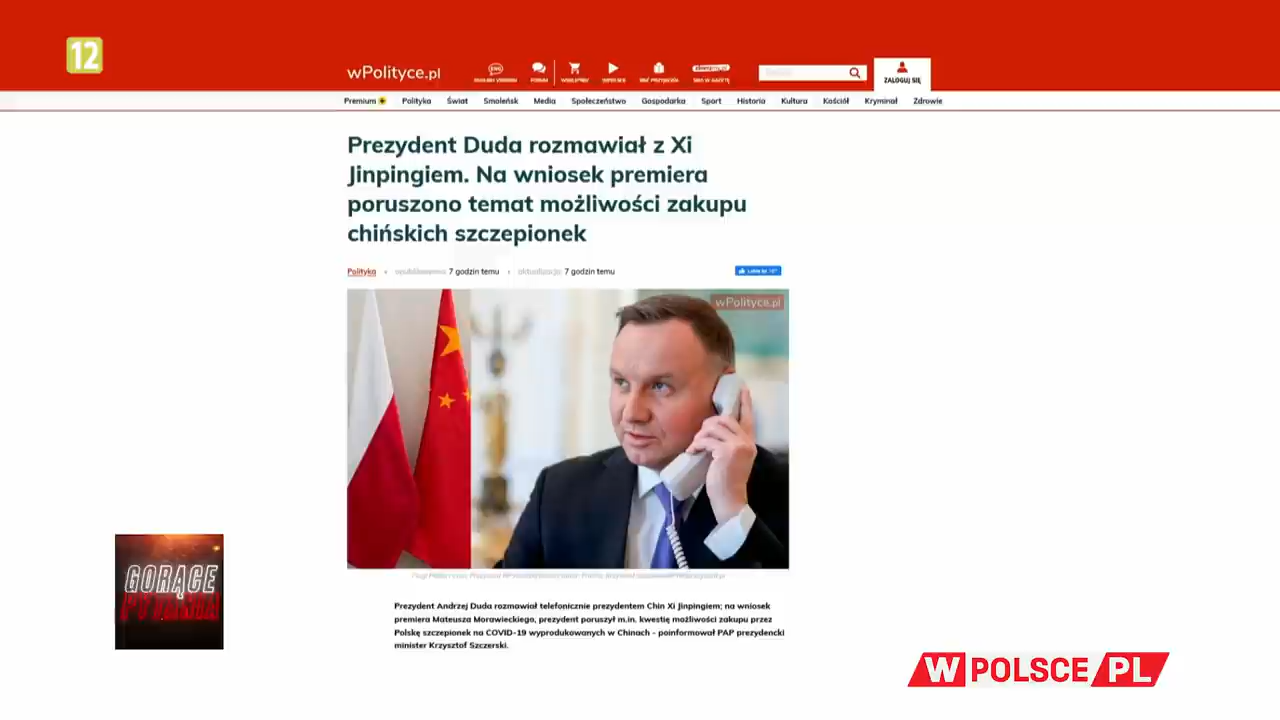 12
wPolityce.pl
ENG
ZALOGUJ SIĘ
Premium Polityka Świat Smoleńsk Media Społeczeństwo Gospodarka Sport Historia Kultura Kościół Kryminał Zdrowie
Prezydent Duda rozmawiał z Xi
Jinpingiem. Na wniosek premiera
poruszono temat możliwości zakupu
chińskich szczepionek
Polityka • opublikowano: 7 godzin temu • aktualizacja: 7 godzin temu
wPolityce.pl
GORĄCE
Prezydent Andrzej Duda rozmawiał telefonicznie prezydentem Chin Xi Jinpingiem; na wniosek
premiera Mateusza Morawieckiego, prezydent poruszył m.in. kwestię możliwości zakupu przez
Polskę szczepionek na COVID-19 wyprodukowanych w Chinach - poinformował PAP prezydencki
minister Krzysztof Szczerski.
W POLSCE PL